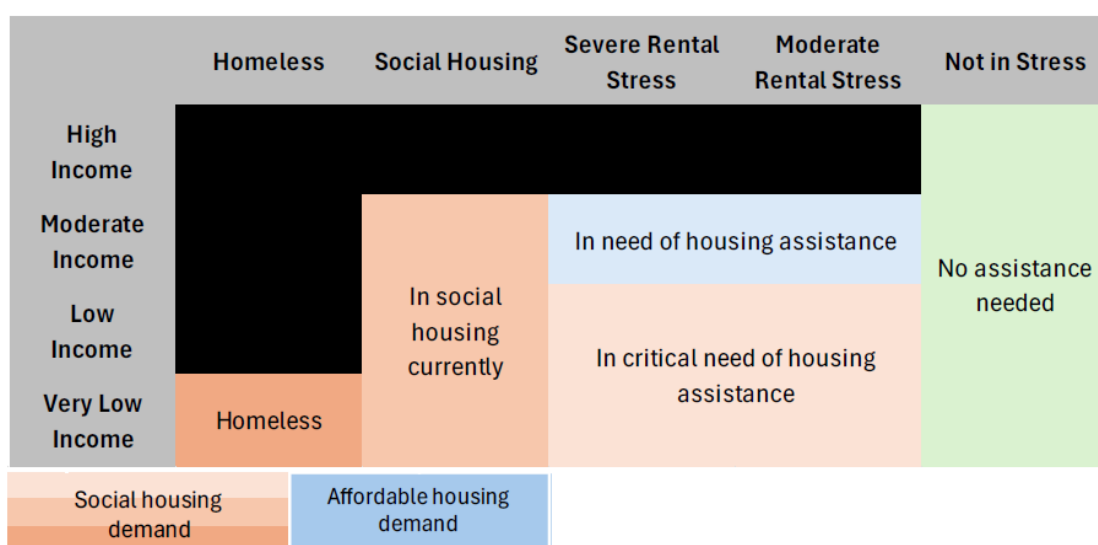 Homeless
Social Housing
Severe Rental
Stress
Moderate
Rental Stress
Not in Stress
High
Income
Moderate
Income
Low
Income
Very Low
Income
Homeless
In social
housing
currently
In need of housing assistance
In critical need of housing
assistance
No assistance
needed
Social housing
demand
Affordable housing
demand